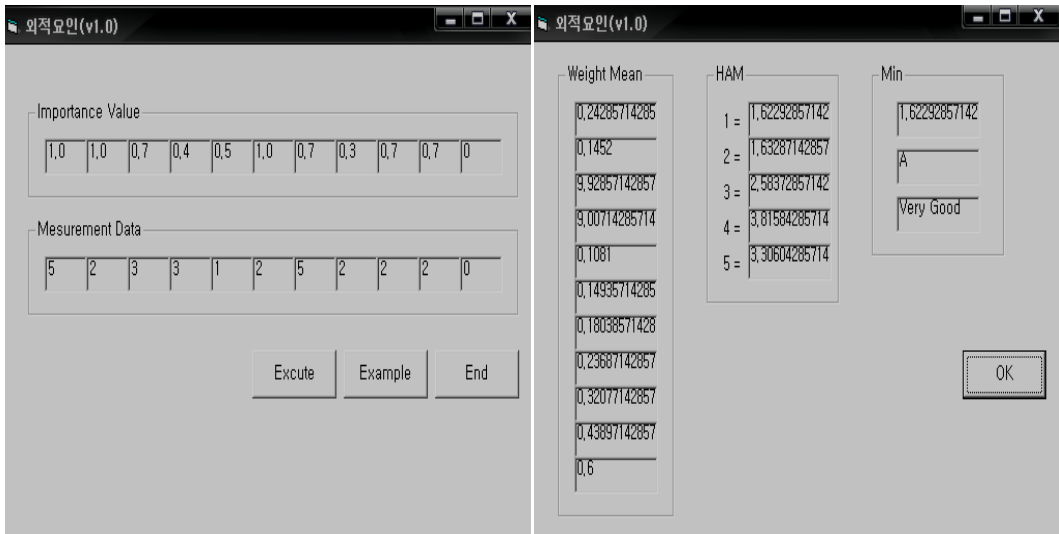 외적요인(v1.0)
Importance Value
1,0 1,0 0,7 0,4 0,5 1,0 0,7 0,3 0,7 0,7 0
Mesurement Data
5 2 3 3 1 2 5 2 2 2 0
Excute Example End
외적요인(v1.0)
Weight Mean
0,24285714285
0,1452
9,92857142857
9,00714285714
0,1081
0,14935714285
0,18038571428
0,23687142857
0,32077142857
0,43897142857
0,6
HAM
1 = 1,62292857142
2 = 1,63287142857
3 = 2,58372857142
4 = 3,81584285714
5 = 3,30604285714
Min
1,62292857142
A
Very Good
OK